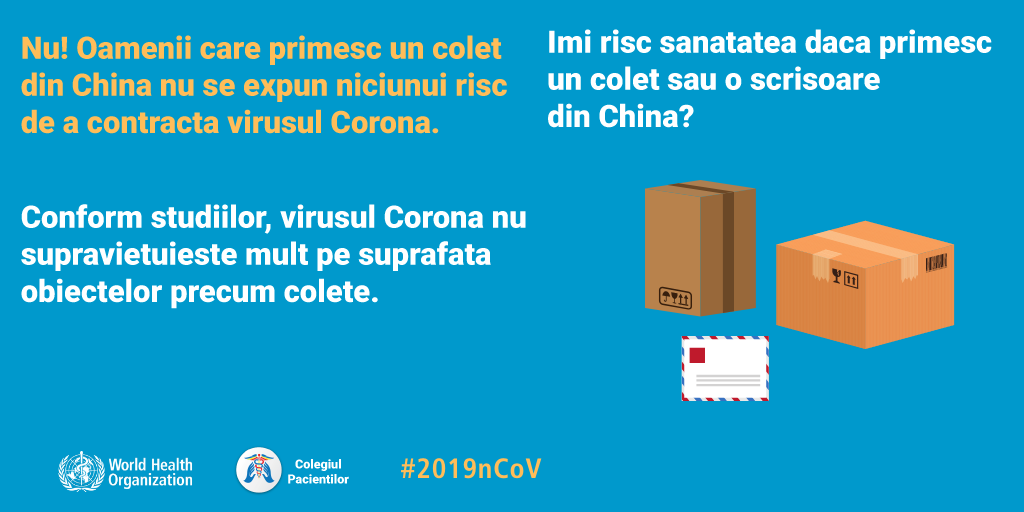 Nu! Oamenii care primesc un colet
din China nu se expun niciunui risc
de a contracta virusul Corona.
Conform studiilor, virusul Corona nu
supravietuieste mult pe suprafata
obiectelor precum colete.
Imi risc sanatatea daca primesc
un colet sau o scrisoare
din China?
World Health
Organization
Colegiul
Pacientilor
#2019nCoV